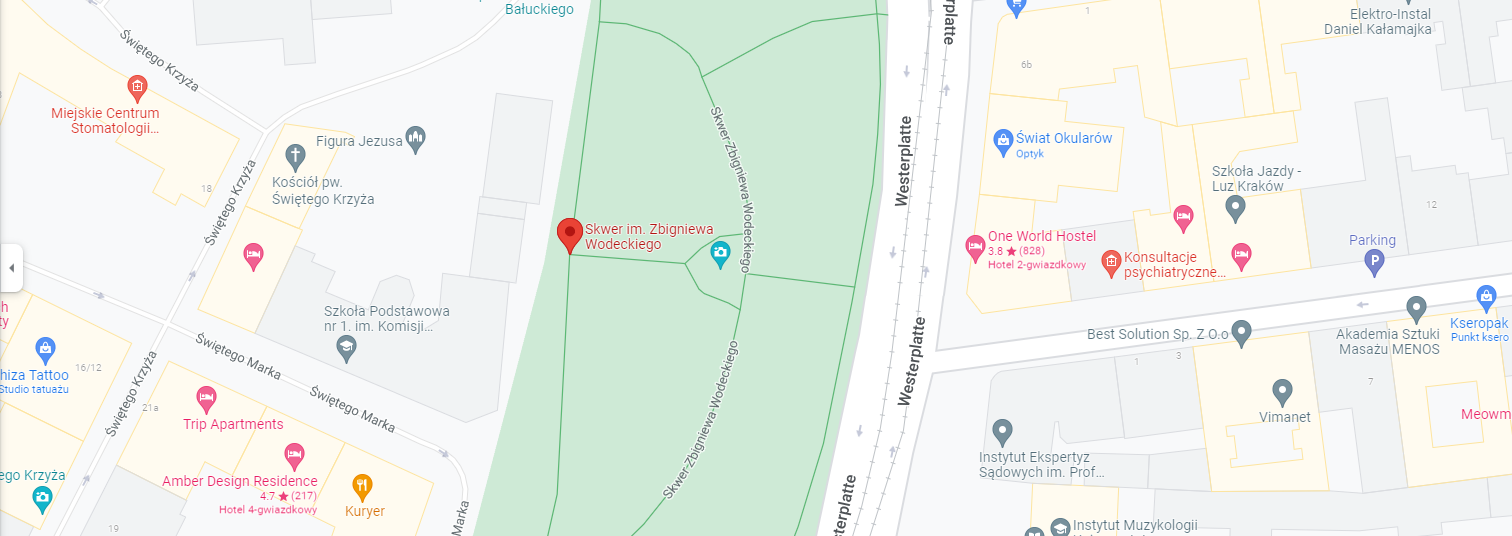 Bałuckiego
Świętego Krzyża
Miejskie Centrum
Stomatologii...
18
Figura Jezusa
Kościół pw.
Świętego Krzyża
Świętego Krzyża
Szkoła Podstawowa
nr 1. im. Komisji...
Świętego Marka
Świętego Marka
hiza Tattoo
Studio tatuażu
16/12
21a
Świętego Krzyża
Trip Apartments
Amber Design Residence
4.7 ★ (217)
Hotel 4-gwiazdkowy
Kuryer
ego Krzyża
19
Marka
Skwer Zbigniewa Wodeckiego
Skwer im. Zbigniewa
Wodeckiego
Skwer Zbigniewa Wodeckiego
Westerplatte
Westerplatte
rplatte
terplatte
1
6b
Elektro-Instal
Daniel Kałamajka
Świat Okularów
Optyk
Szkoła Jazdy -
Luz Kraków
12
One World Hostel
3.8 ★ (828)
Hotel 2-gwiazdkowy
Konsultacje
psychiatryczne...
Parking
P
Best Solution Sp. Z O.o
Akademia Sztuki
Masażu MENOS
Kseropak
Punkt ksero
1
3
7
Vimanet
Meowm
Instytut Ekspertyz
Sądowych im. Prof...
Instytut Muzykologii